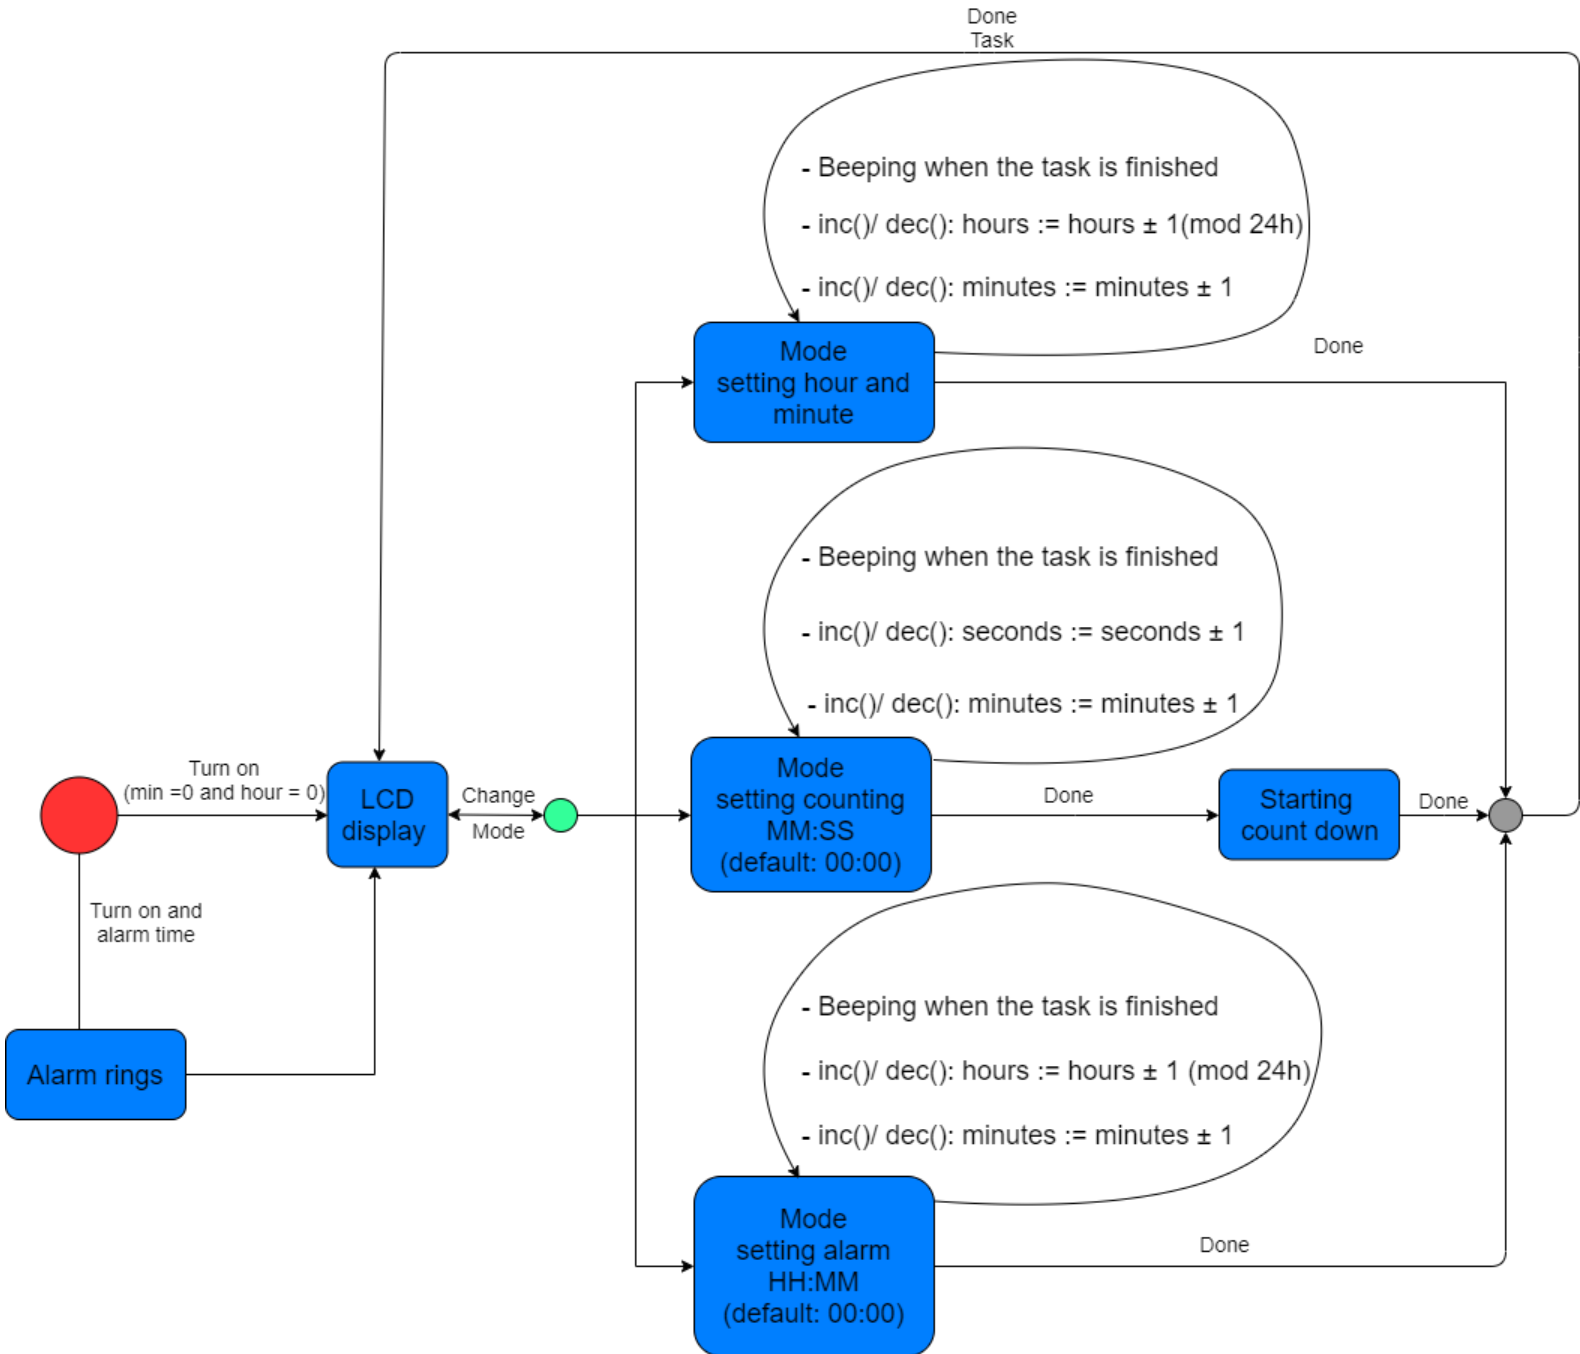 Done
Task
- Beeping when the task is finished
- inc()/ dec(): hours := hours ± 1(mod 24h)
- inc()/ dec(): minutes := minutes ± 1
Mode
setting hour and
minute
Done
- Beeping when the task is finished
- inc()/ dec(): seconds := seconds ± 1
- inc()/ dec(): minutes := minutes ± 1
Turn on
(min =0 and hour = 0)
LCD
display
Change
Mode
Mode
setting counting
MM:SS
(default: 00:00)
Done
Starting
count down
Done
Turn on and
alarm time
Alarm rings
- Beeping when the task is finished
- inc()/ dec(): hours := hours ± 1 (mod 24h)
- inc()/ dec(): minutes := minutes ± 1
Mode
setting alarm
HH:MM
(default: 00:00)
Done